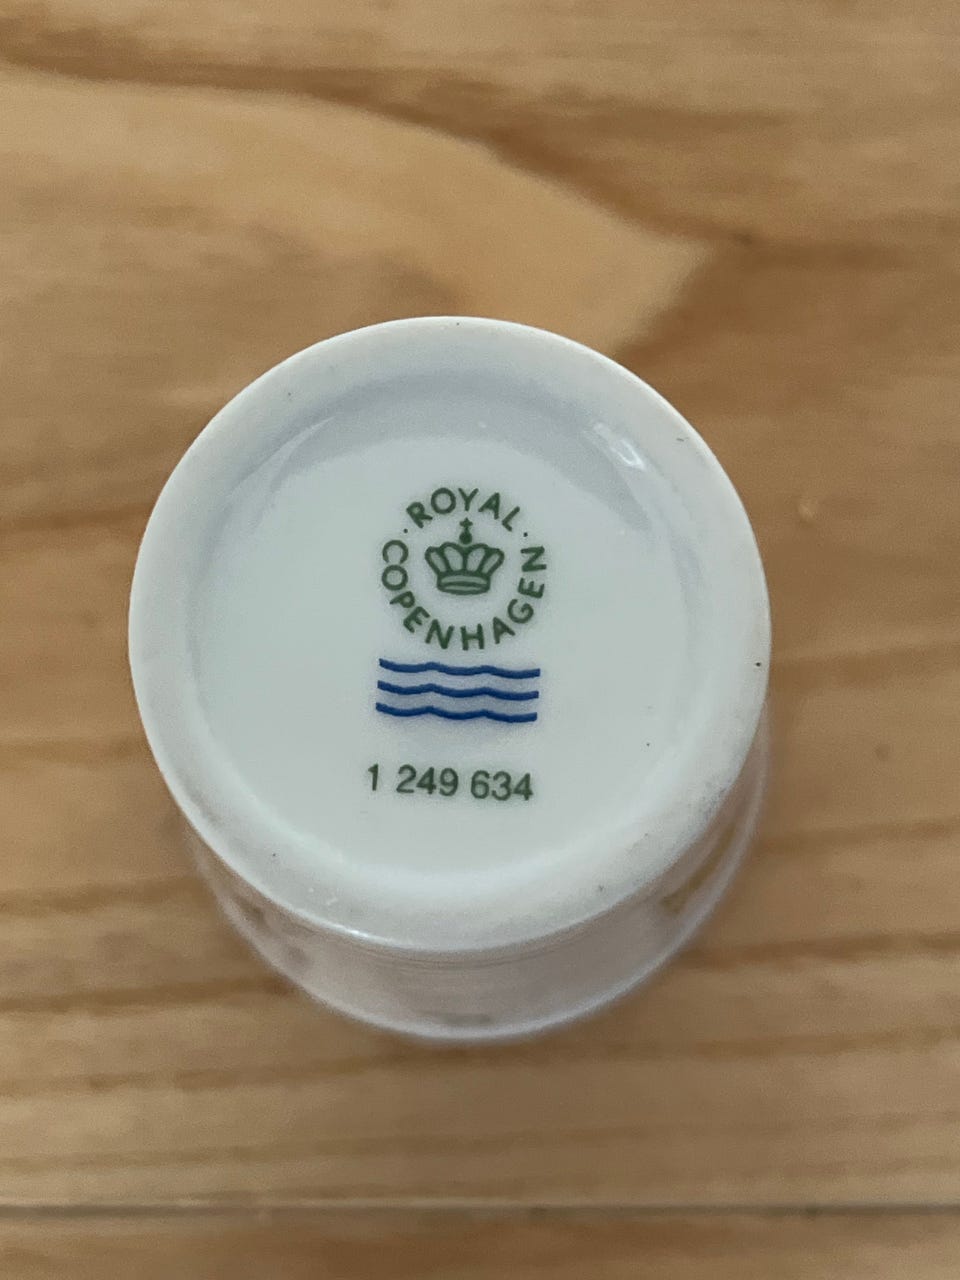 ROYAL
COPENHAGEN
1 249 634